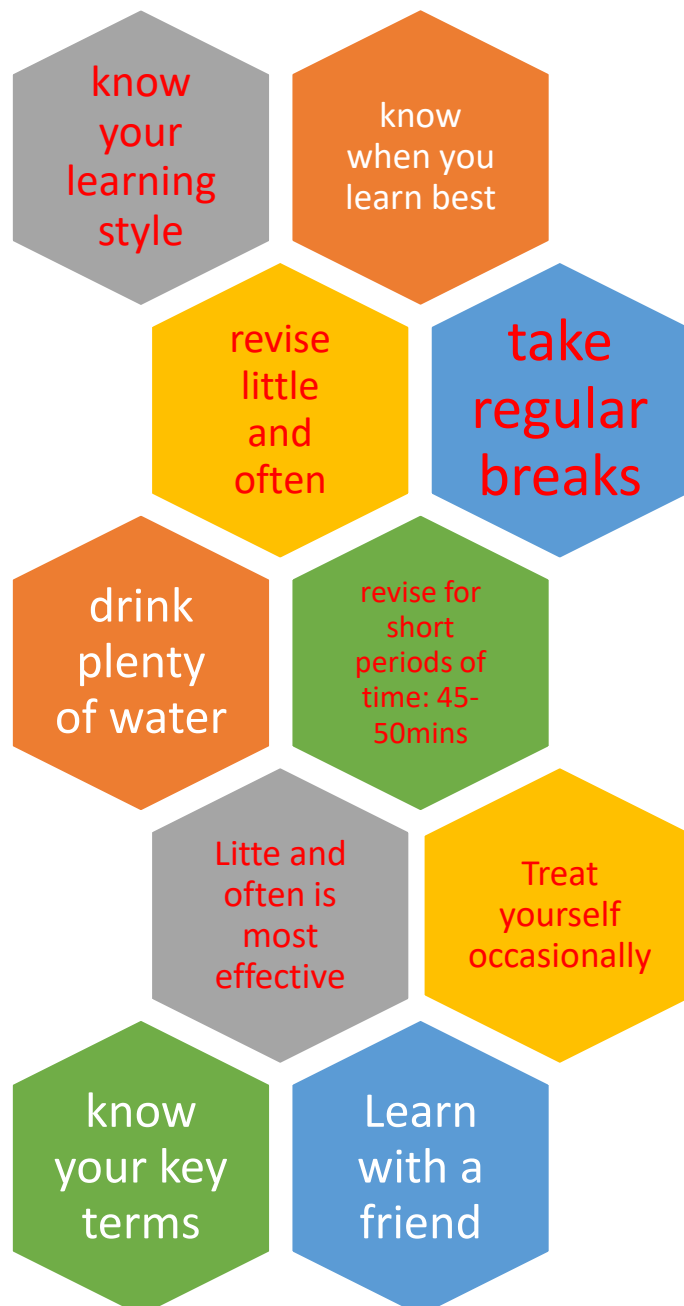 know
your
learning
style
know
when you
learn best
revise
little
and
often
take
regular
breaks
drink
plenty
of water
revise for
short
periods of
time: 45-
50mins
Litte and
often is
most
effective
Treat
yourself
occasionally
know
your key
terms
Learn
with a
friend